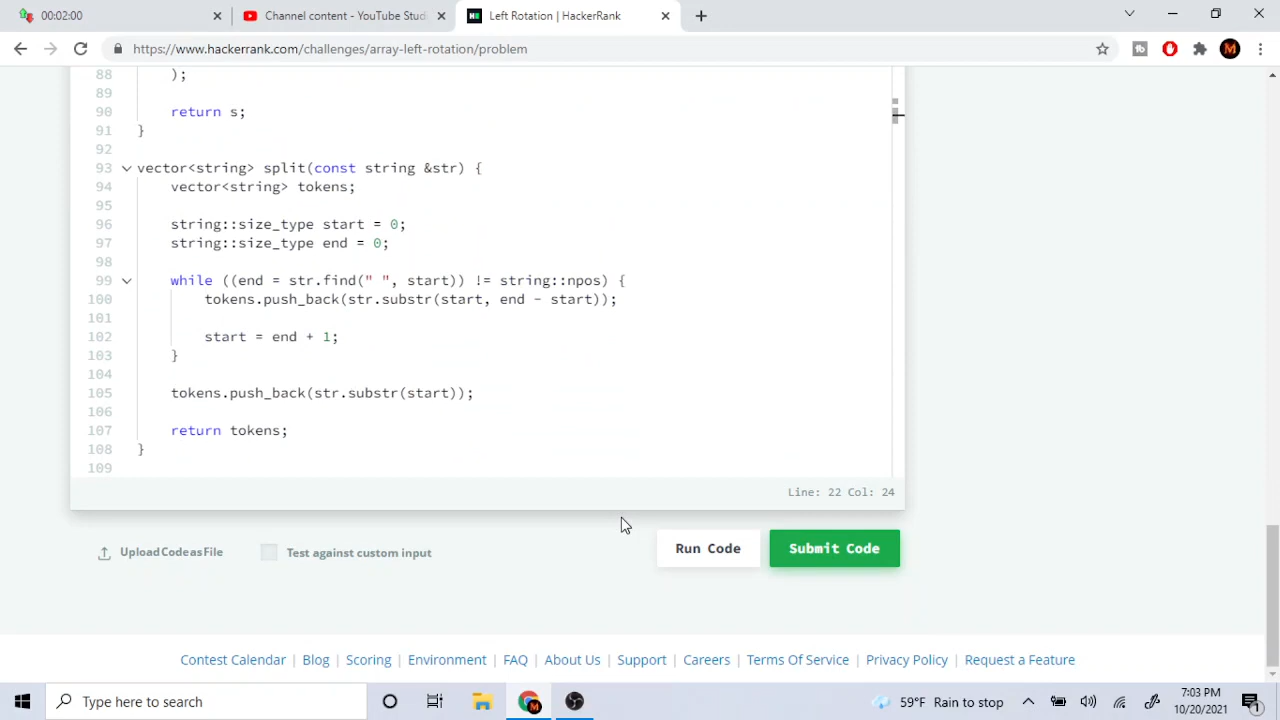 00:02:00
Channel content - YouTube Stud
Left Rotation | HackerRank
https://www.hackerrank.com/challenges/array-left-rotation/problem
88 );
89
90 return s;
91 }
92
93 vector<string> split(const string &str) {
94 vector<string> tokens;
95
96 string::size_type start = 0;
97 string::size_type end = 0;
98
99 while ((end = str.find(" ", start)) != string::npos) {
100 tokens.push_back(str.substr(start, end - start));
101
102 start = end + 1;
103 }
104
105 tokens.push_back(str.substr(start));
106
107 return tokens;
108 }
109
Line: 22 Col: 24
Upload Code as File
Test against custom input
Run Code
Submit Code
Contest Calendar | Blog | Scoring | Environment | FAQ | About Us | Support | Careers | Terms Of Service | Privacy Policy | Request a Feature
Type here to search
59°F Rain to stop
7:03 PM
10/20/2021